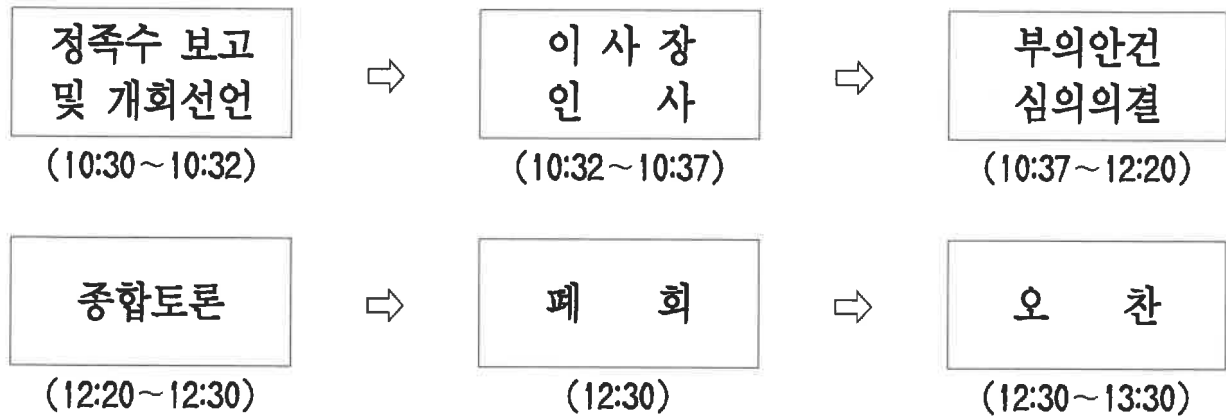 정족수 보고 및 개회선언
⇨
이 사 장 인 사
⇨
부의안건 심의의결
(10:30~10:32)
(10:32~10:37)
(10:37~12:20)
종합토론
⇨
폐 회
⇨
오 찬
(12:20~12:30)
(12:30)
(12:30~13:30)